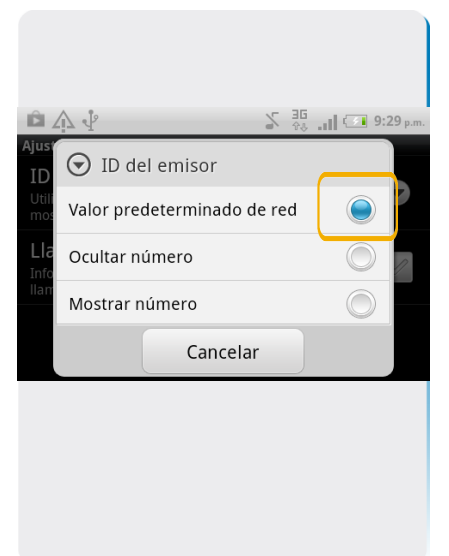 3G
9:29 p.m.
Ajust
ID del emisor
ID
Valor predeterminado de red
Utili
mos
Ocultar número
Lla
Info
llam
Mostrar número
Cancelar